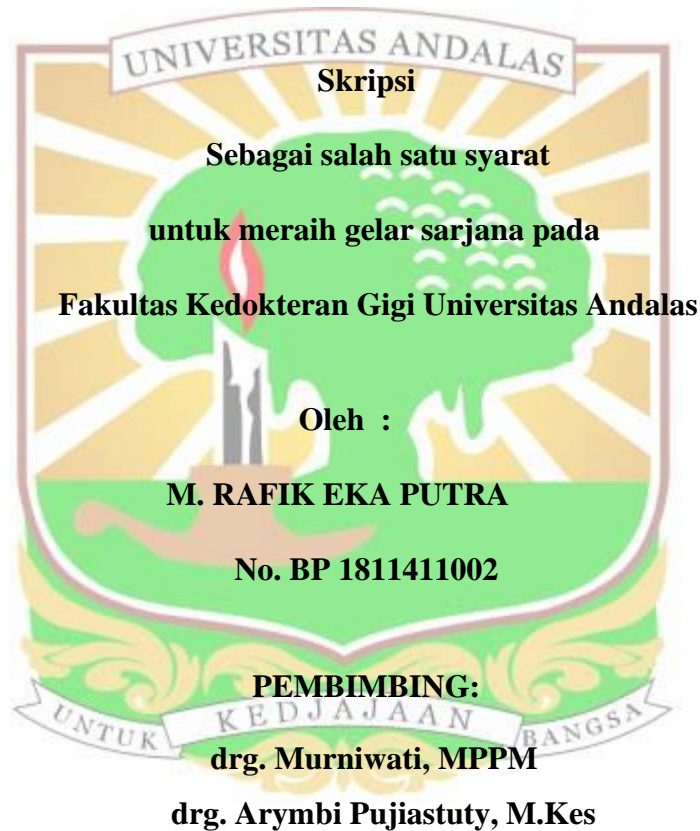 UNIVERSITAS ANDALAS
Skripsi
Sebagai salah satu syarat
untuk meraih gelar sarjana pada
Fakultas Kedokteran Gigi Universitas Andalas
Oleh :
M. RAFIK EKA PUTRA
No. BP 1811411002
PEMBIMBING:
UNTUK KEDJAJAAN BANGSA
drg. Murniwati, MPPM
drg. Arymbi Pujiastuty, M.Kes